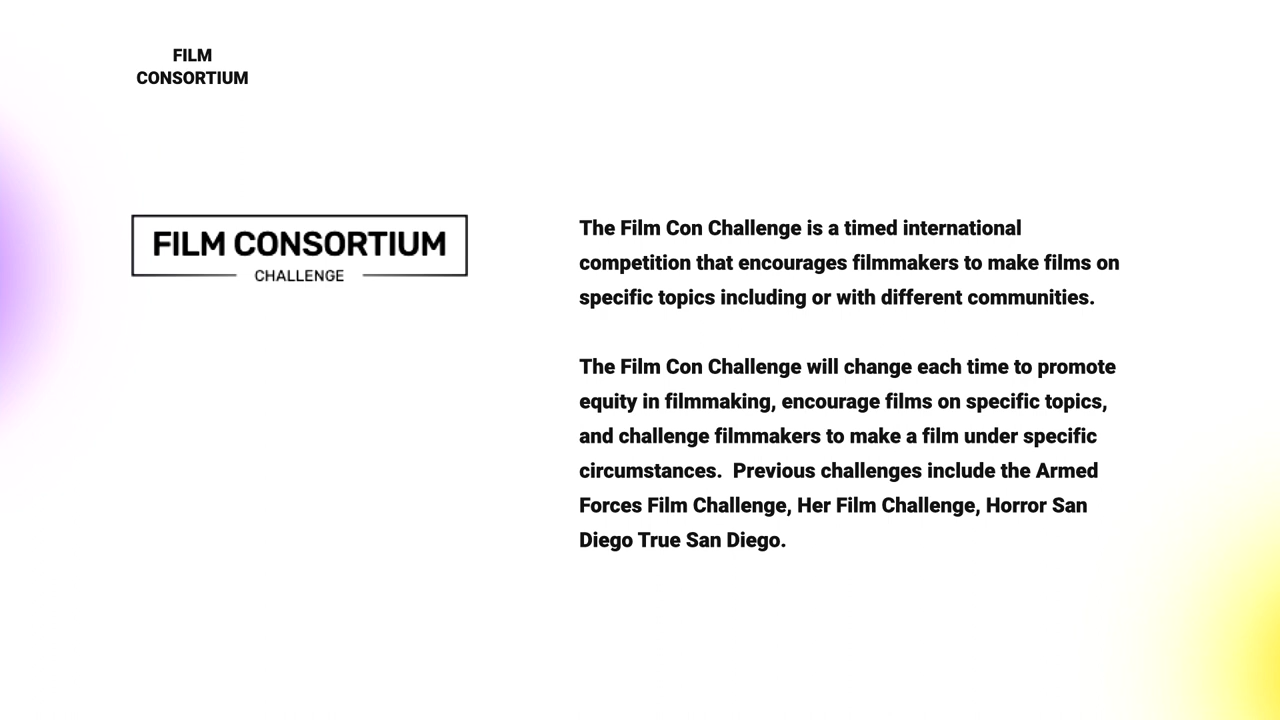 FILM
CONSORTIUM
FILM CONSORTIUM
CHALLENGE
The Film Con Challenge is a timed international
competition that encourages filmmakers to make films on
specific topics including or with different communities.
The Film Con Challenge will change each time to promote
equity in filmmaking, encourage films on specific topics,
and challenge filmmakers to make a film under specific
circumstances.  Previous challenges include the Armed
Forces Film Challenge, Her Film Challenge, Horror San
Diego True San Diego.